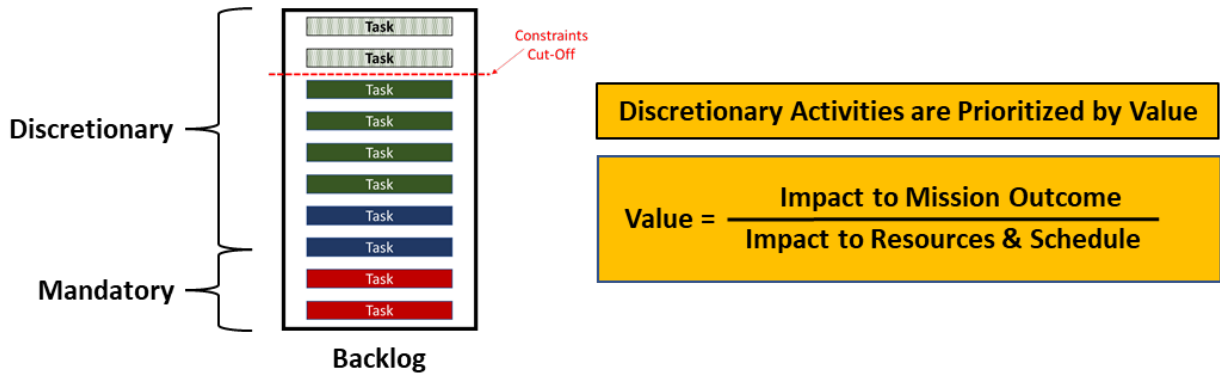 Task
Task
Constraints
Cut-Off
Task
Task
Task
Task
Task
Task
Task
Task
Discretionary
Mandatory
Backlog
Discretionary Activities are Prioritized by Value
Value =
Impact to Mission Outcome
Impact to Resources & Schedule